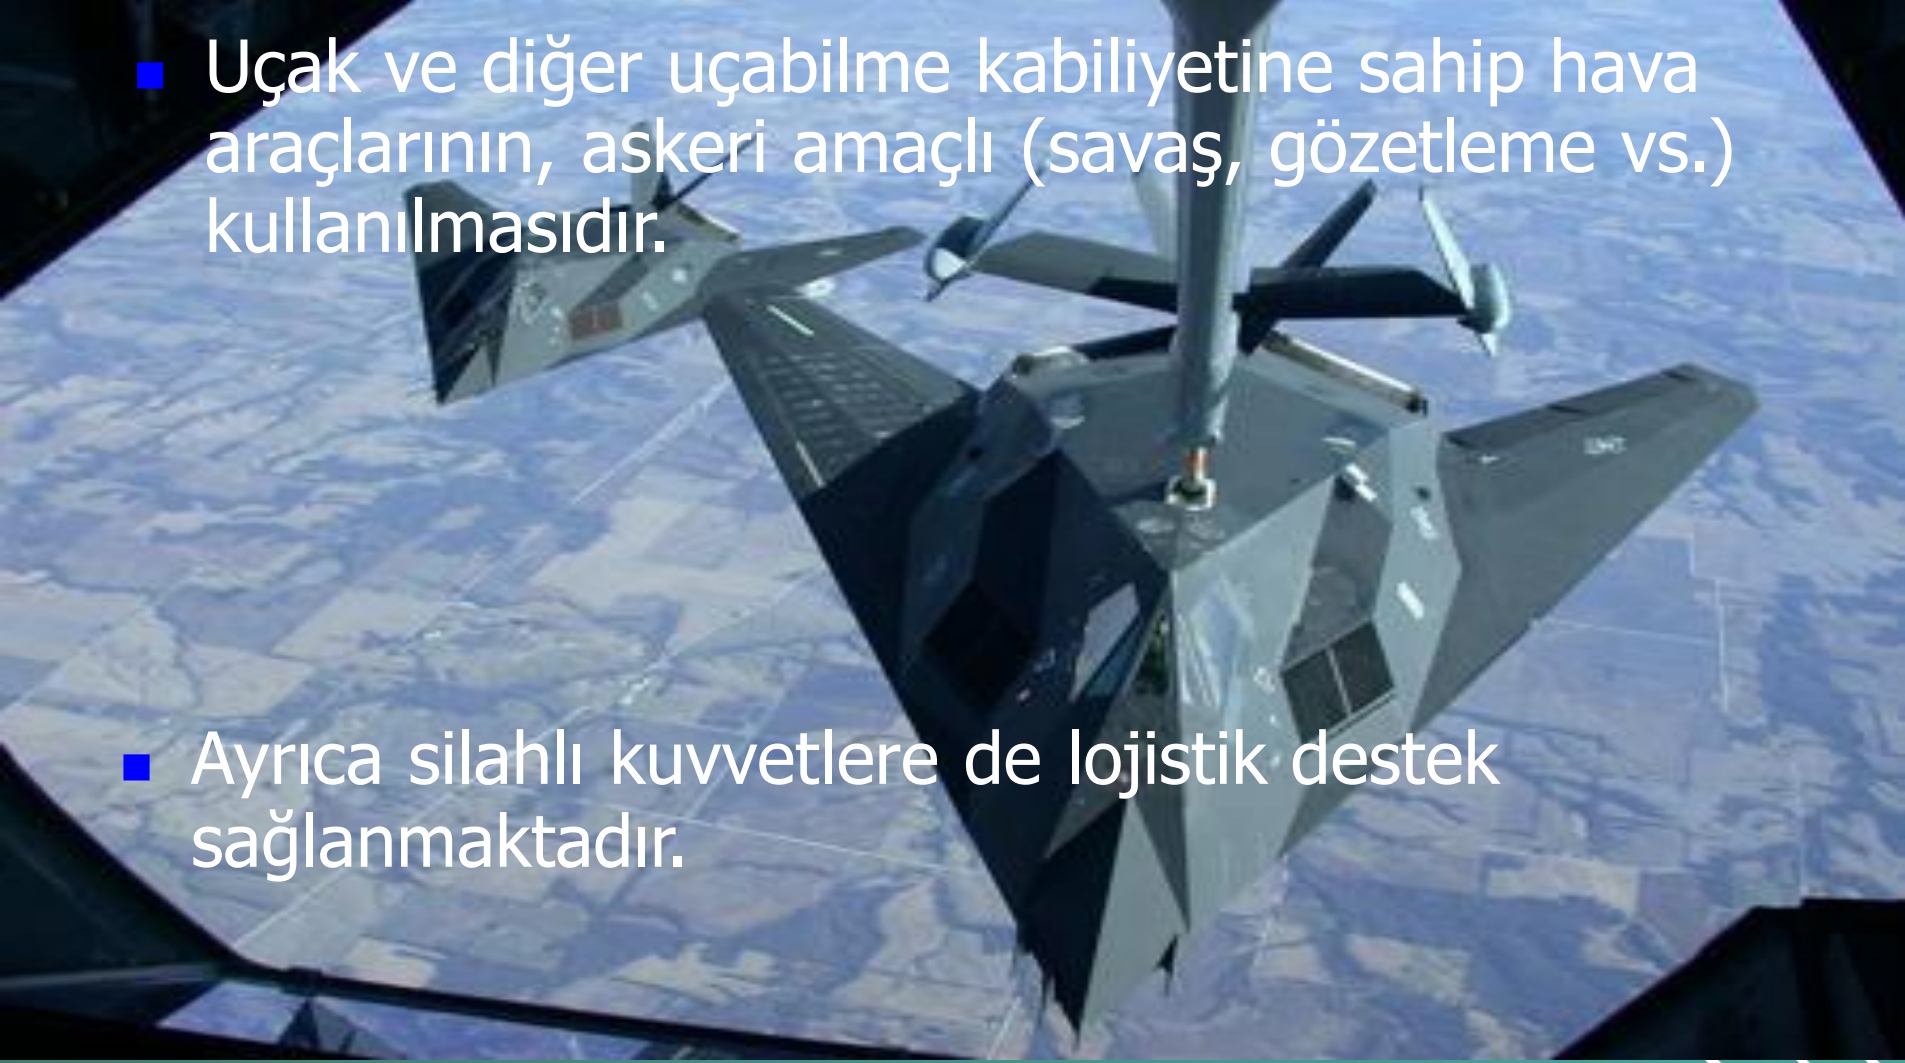 Uçak ve diğer uçabilme kabiliyetine sahip hava
araçlarının, askeri amaçlı (savaş, gözetleme vs.)
kullanılmasıdır.
Ayrıca silahlı kuvvetlere de lojistik destek
sağlanmaktadır.